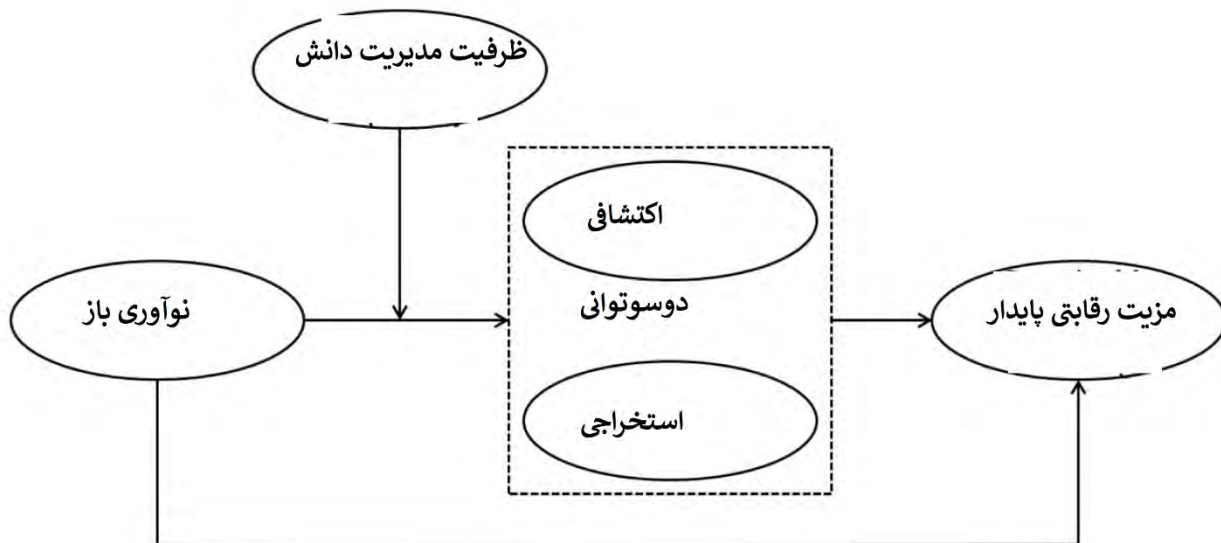 ظرفیت مدیریت دانش
اکتشافی
نوآوری باز
دوسوتوانی
مزیت رقابتی پایدار
استخراجی